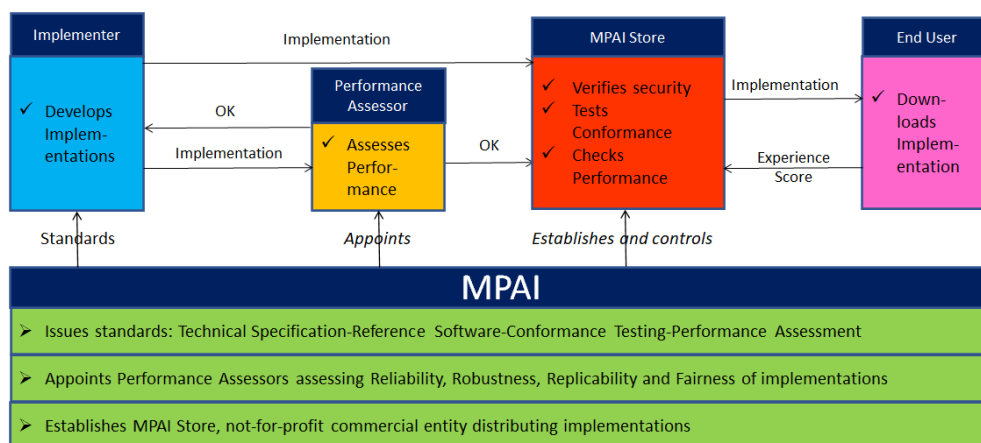 Implementer
Implementation
MPAI Store
End User
Performance
Assessor
✓ Develops
Implem-
entations
OK
Implementation
✓ Assesses
Perfor-
mance
OK
✓ Verifies security
✓ Tests
Conformance
✓ Checks
Performance
Implementation
Experience
Score
✓ Down-
loads
Implem-
entation
Standards
Appoints
Establishes and controls
MPAI
➢ Issues standards: Technical Specification-Reference Software-Conformance Testing-Performance Assessment
➢ Appoints Performance Assessors assessing Reliability, Robustness, Replicability and Fairness of implementations
➢ Establishes MPAI Store, not-for-profit commercial entity distributing implementations